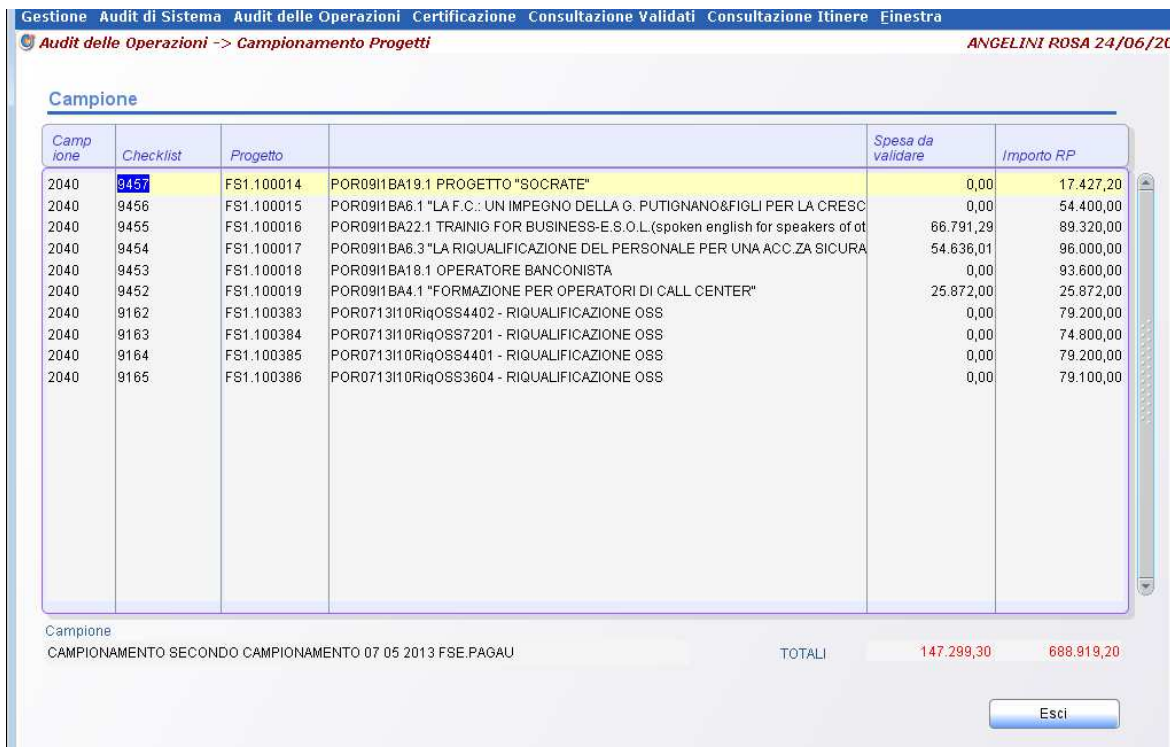 Gestione Audit di Sistema Audit delle Operazioni Certificazione Consultazione Validati Consultazione Itinere Finestra
Audit delle Operazioni -> Campionamento Progetti ANGELINI ROSA 24/06/20
Campione
Camp ione Checklist Progetto Spesa da validare Importo RP
2040 9457 FS1.100014 POR09I1BA19.1 PROGETTO "SOCRATE" 0,00 17.427,20
2040 9456 FS1.100015 POR09I1BA6.1 "LA F.C.: UN IMPEGNO DELLA G. PUTIGNANO&FIGLI PER LA CRESC 0,00 54.400,00
2040 9455 FS1.100016 POR09I1BA22.1 TRAINIG FOR BUSINESS-E.S.O.L.(spoken english for speakers of ot 66.791,29 89.320,00
2040 9454 FS1.100017 POR09I1BA6.3 "LA RIQUALIFICAZIONE DEL PERSONALE PER UNA ACC.ZA SICURA 54.636,01 96.000,00
2040 9453 FS1.100018 POR09I1BA18.1 OPERATORE BANCONISTA 0,00 93.600,00
2040 9452 FS1.100019 POR09I1BA4.1 "FORMAZIONE PER OPERATORI DI CALL CENTER" 25.872,00 25.872,00
2040 9162 FS1.100383 POR0713I10RiqOSS4402 - RIQUALIFICAZIONE OSS 0,00 79.200,00
2040 9163 FS1.100384 POR0713I10RiqOSS7201 - RIQUALIFICAZIONE OSS 0,00 74.800,00
2040 9164 FS1.100385 POR0713I10RiqOSS4401 - RIQUALIFICAZIONE OSS 0,00 79.200,00
2040 9165 FS1.100386 POR0713I10RiqOSS3604 - RIQUALIFICAZIONE OSS 0,00 79.100,00
Campione
CAMPIONAMENTO SECONDO CAMPIONAMENTO 07 05 2013 FSE.PAGAU TOTALI 147.299,30 688.919,20
Esci